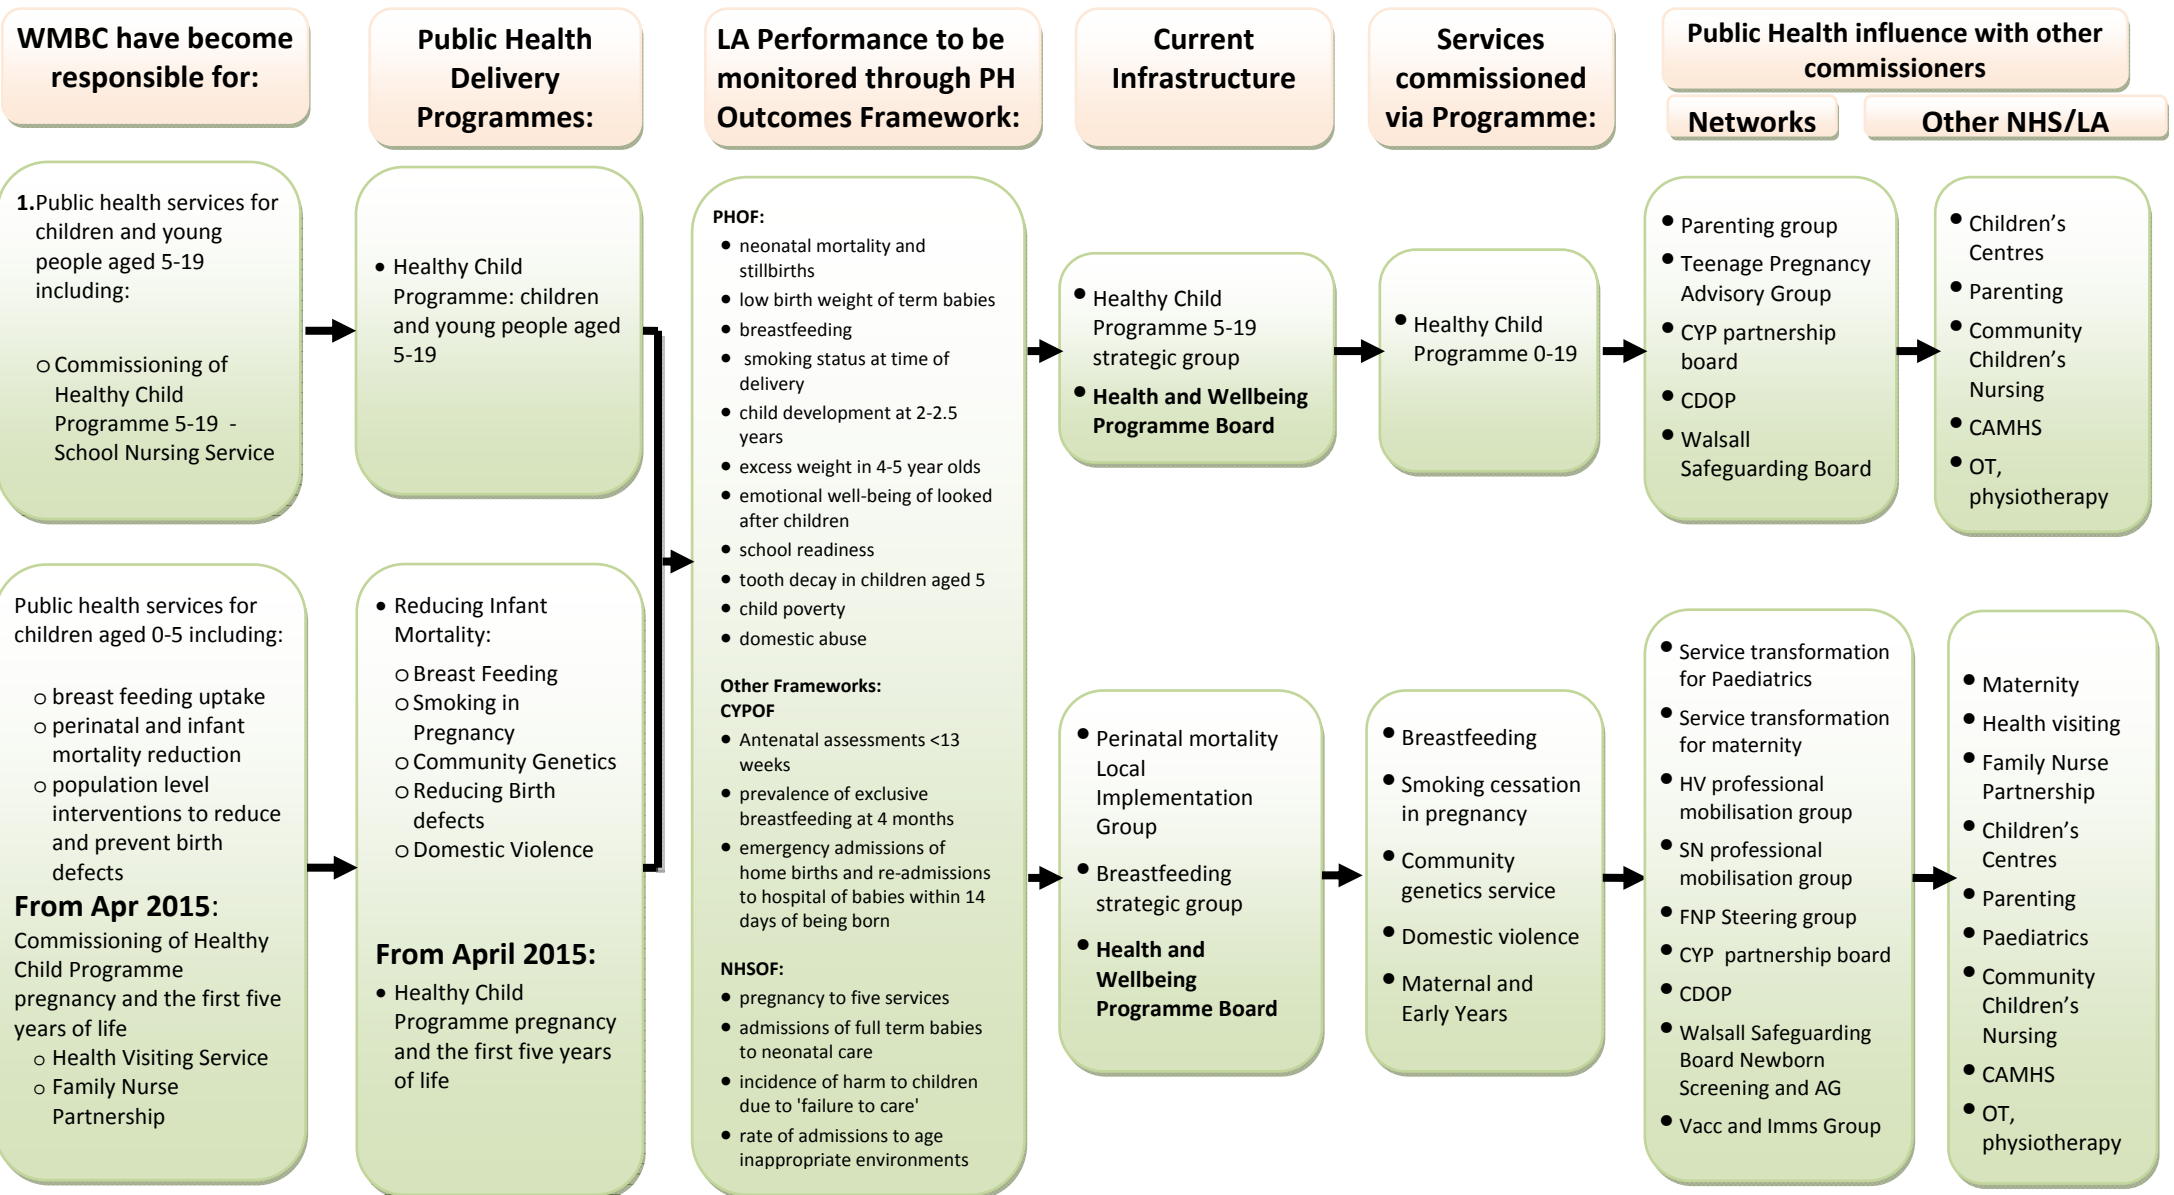 WMBC have become
responsible for:
Public Health
Delivery
Programmes:
LA Performance to be
monitored through PH
Outcomes Framework:
Current
Infrastructure
Services
commissioned
via Programme:
Public Health influence with other
commissioners
Networks
Other NHS/LA
1.Public health services for
children and young
people aged 5-19
including:
o Commissioning of
Healthy Child
Programme 5-19 -
School Nursing Service
• Healthy Child
Programme: children
and young people aged
5-19
PHOF:
• neonatal mortality and
stillbirths
• low birth weight of term babies
• breastfeeding
• smoking status at time of
delivery
• child development at 2-2.5
years
• excess weight in 4-5 year olds
• emotional well-being of looked
after children
• school readiness
• tooth decay in children aged 5
• child poverty
• domestic abuse
Other Frameworks:
CYPOF
• Antenatal assessments <13
weeks
• prevalence of exclusive
breastfeeding at 4 months
• emergency admissions of
home births and re-admissions
to hospital of babies within 14
days of being born
NHSOF:
• pregnancy to five services
• admissions of full term babies
to neonatal care
• incidence of harm to children
due to 'failure to care'
• rate of admissions to age
inappropriate environments
• Healthy Child
Programme 5-19
strategic group
• Health and Wellbeing
Programme Board
• Healthy Child
Programme 0-19
• Parenting group
• Teenage Pregnancy
Advisory Group
• CYP partnership
board
• CDOP
• Walsall
Safeguarding Board
• Children’s
Centres
• Parenting
• Community
Children’s
Nursing
• CAMHS
• OT,
physiotherapy
Public health services for
children aged 0-5 including:
o breast feeding uptake
o perinatal and infant
mortality reduction
o population level
interventions to reduce
and prevent birth
defects
From Apr 2015:
Commissioning of Healthy
Child Programme
pregnancy and the first five
years of life
o Health Visiting Service
o Family Nurse
Partnership
• Reducing Infant
Mortality:
o Breast Feeding
o Smoking in
Pregnancy
o Community Genetics
o Reducing Birth
defects
o Domestic Violence
From April 2015:
• Healthy Child
Programme pregnancy
and the first five years
of life
• Perinatal mortality
Local
Implementation
Group
• Breastfeeding
strategic group
• Health and
Wellbeing
Programme Board
• Breastfeeding
• Smoking cessation
in pregnancy
• Community
genetics service
• Domestic violence
• Maternal and
Early Years
• Service transformation
for Paediatrics
• Service transformation
for maternity
• HV professional
mobilisation group
• SN professional
mobilisation group
• FNP Steering group
• CYP partnership board
• CDOP
• Walsall Safeguarding
Board Newborn
Screening and AG
• Vacc and Imms Group
• Maternity
• Health visiting
• Family Nurse
Partnership
• Children’s
Centres
• Parenting
• Paediatrics
• Community
Children’s
Nursing
• CAMHS
• OT,
physiotherapy